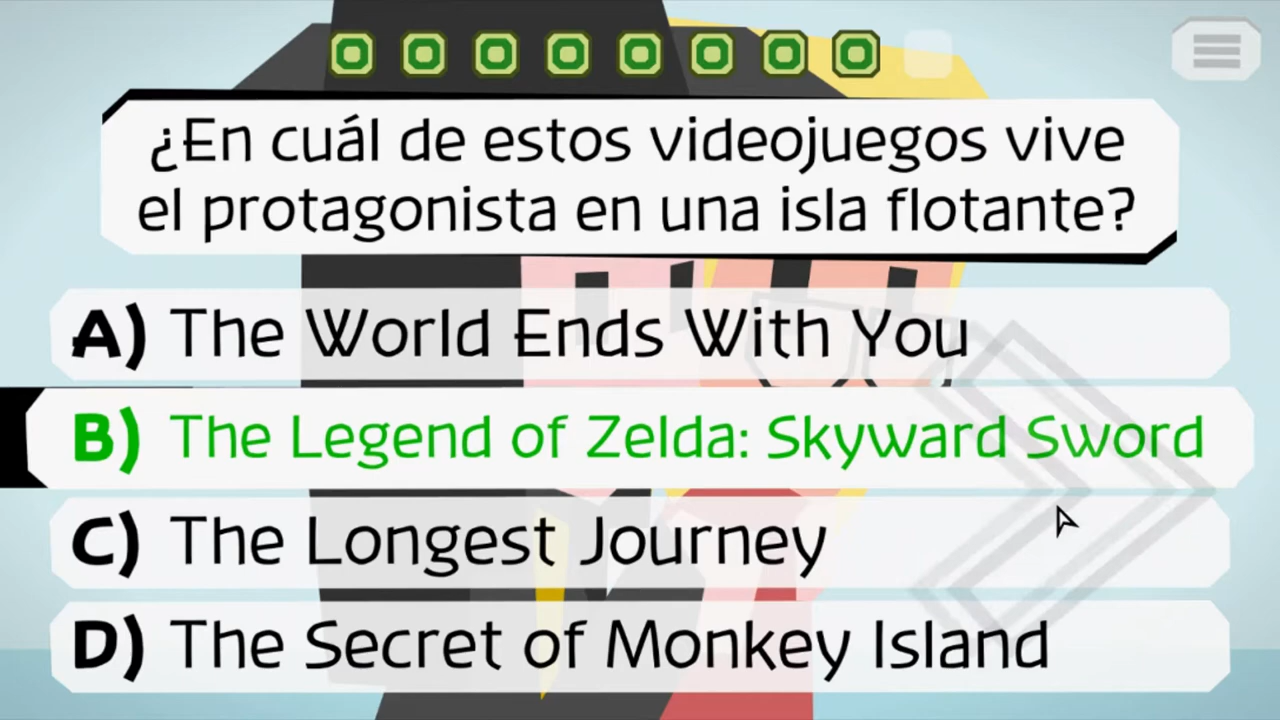 ¿En cuál de estos videojuegos vive
el protagonista en una isla flotante?
A) The World Ends With You
B) The Legend of Zelda: Skyward Sword
C) The Longest Journey
D) The Secret of Monkey Island